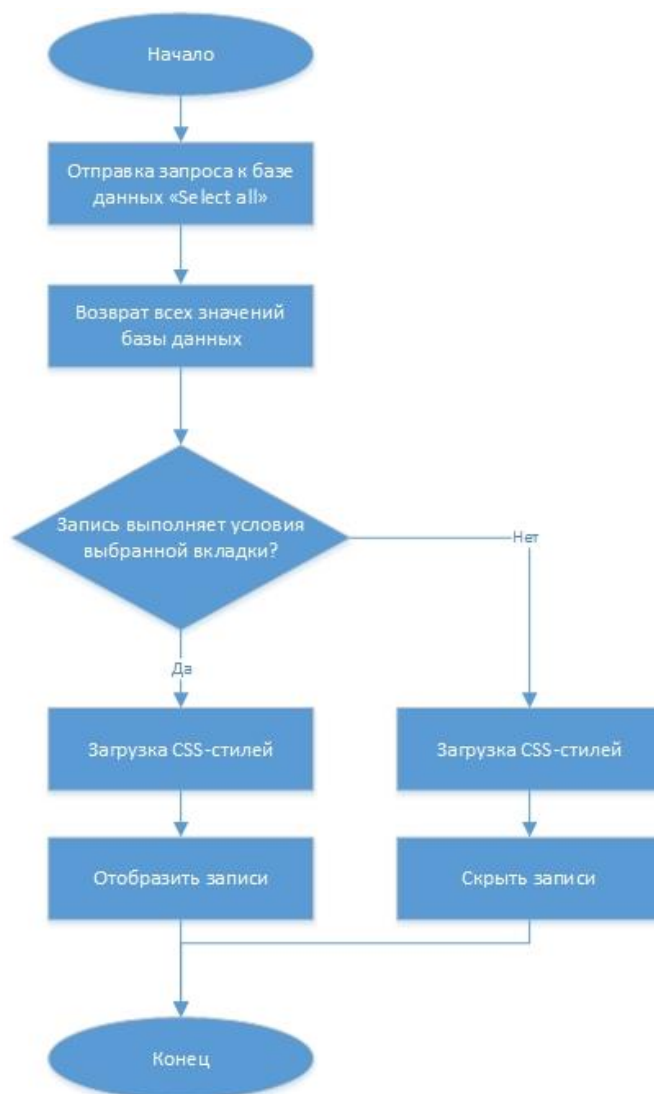 Начало
Отправка запроса к базе
данных «Select all»
Возврат всех значений
базы данных
Запись выполняет условия
выбранной вкладки?
Нет
Да
Загрузка CSS-стилей
Загрузка CSS-стилей
Отобразить записи
Скрыть записи
Конец